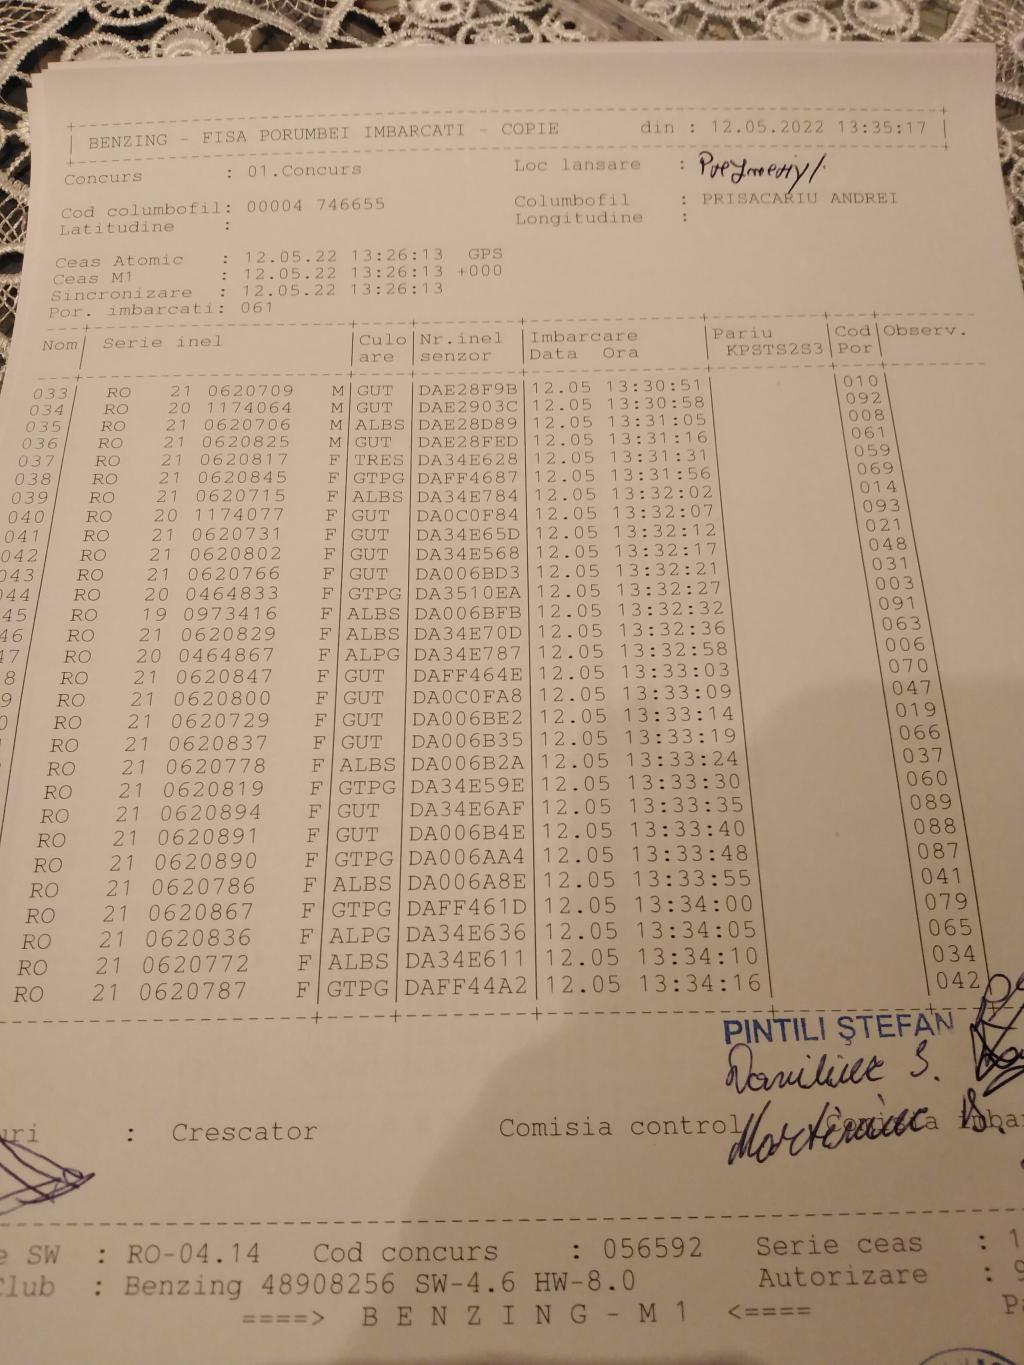 BENZING - FISA PORUMBEI IMBARCATI - COPIE din : 12.05.2022 13:35:17
Concurs : 01.Concurs Loc lansare :
Cod columbofil: 00004 746655 Columbofil : PRISACARIU ANDREI
Latitudine : Longitudine :
Ceas Atomic : 12.05.22 13:26:13 GPS
Ceas M1 : 12.05.22 13:26:13 +000
Sincronizare : 12.05.22 13:26:13
Por. imbarcati: 061
Nom Serie inel Culo Nr.inel Imbarcare Pariu Cod Observ.
are senzor Data Ora KPSTS2S3 Por
033 RO 21 0620709 M GUT DAE28F9B 12.05 13:30:51 010
034 RO 20 1174064 M GUT DAE2903C 12.05 13:30:58 092
035 RO 21 0620706 M ALBS DAE28D89 12.05 13:31:05 008
036 RO 21 0620825 M GUT DAE28FED 12.05 13:31:16 061
037 RO 21 0620817 F TRES DA34E628 12.05 13:31:31 059
038 RO 21 0620845 F GTPG DAFF4687 12.05 13:31:56 069
039 RO 21 0620715 F ALBS DA34E784 12.05 13:32:02 014
040 RO 20 1174077 F GUT DA0C0F84 12.05 13:32:07 093
041 RO 21 0620731 F GUT DA34E65D 12.05 13:32:12 021
042 RO 21 0620802 F GUT DA34E568 12.05 13:32:17 048
043 RO 21 0620766 F GUT DA006BD3 12.05 13:32:21 031
044 RO 20 0464833 F GTPG DA3510EA 12.05 13:32:27 003
45 RO 19 0973416 F ALBS DA006BFB 12.05 13:32:32 091
46 RO 21 0620829 F ALBS DA34E70D 12.05 13:32:36 063
47 RO 20 0464867 F ALPG DA34E787 12.05 13:32:58 006
8 RO 21 0620847 F GUT DAFF464E 12.05 13:33:03 070
9 RO 21 0620800 F GUT DA0C0FA8 12.05 13:33:09 047
0 RO 21 0620729 F GUT DA006BE2 12.05 13:33:14 019
RO 21 0620837 F GUT DA006B35 12.05 13:33:19 066
RO 21 0620778 F ALBS DA006B2A 12.05 13:33:24 037
RO 21 0620819 F GTPG DA34E59E 12.05 13:33:30 060
RO 21 0620894 F GUT DA34E6AF 12.05 13:33:35 089
RO 21 0620891 F GUT DA006B4E 12.05 13:33:40 088
RO 21 0620890 F GTPG DA006AA4 12.05 13:33:48 087
RO 21 0620786 F ALBS DA006A8E 12.05 13:33:55 041
RO 21 0620867 F GTPG DAFF461D 12.05 13:34:00 079
RO 21 0620836 F ALPG DA34E636 12.05 13:34:05 065
RO 21 0620772 F ALBS DA34E611 12.05 13:34:10 034
RO 21 0620787 F GTPG DAFF44A2 12.05 13:34:16 042
PINTILI ŞTEFAN
Crescator Comisia control Comisia imba
e SW : RO-04.14 Cod concurs : 056592 Serie ceas : 1
Club : Benzing 48908256 SW-4.6 HW-8.0 Autorizare : 9
====> B E N Z I N G - M 1 <====